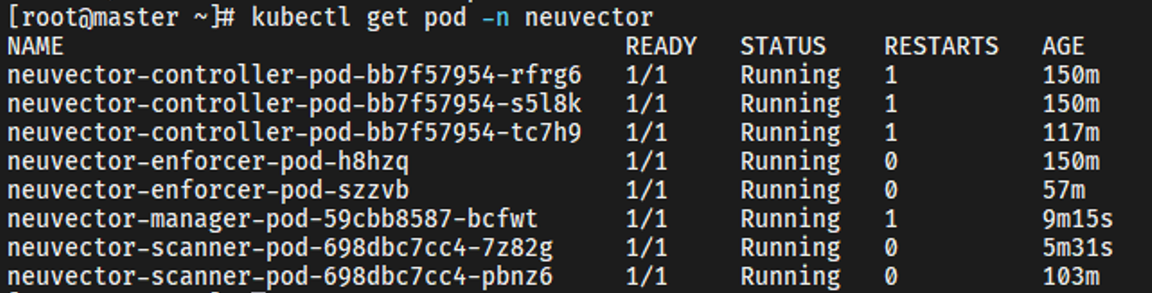 [root@master ~]# kubectl get pod -n neuvector
NAME READY STATUS RESTARTS AGE
neuvector-controller-pod-bb7f57954-rfrg6 1/1 Running 1 150m
neuvector-controller-pod-bb7f57954-s5l8k 1/1 Running 1 150m
neuvector-controller-pod-bb7f57954-tc7h9 1/1 Running 1 117m
neuvector-enforcer-pod-h8hzq 1/1 Running 0 150m
neuvector-enforcer-pod-szzvb 1/1 Running 0 57m
neuvector-manager-pod-59cbb8587-bcfwt 1/1 Running 1 9m15s
neuvector-scanner-pod-698dbc7cc4-7z82g 1/1 Running 0 5m31s
neuvector-scanner-pod-698dbc7cc4-pbnz6 1/1 Running 0 103m